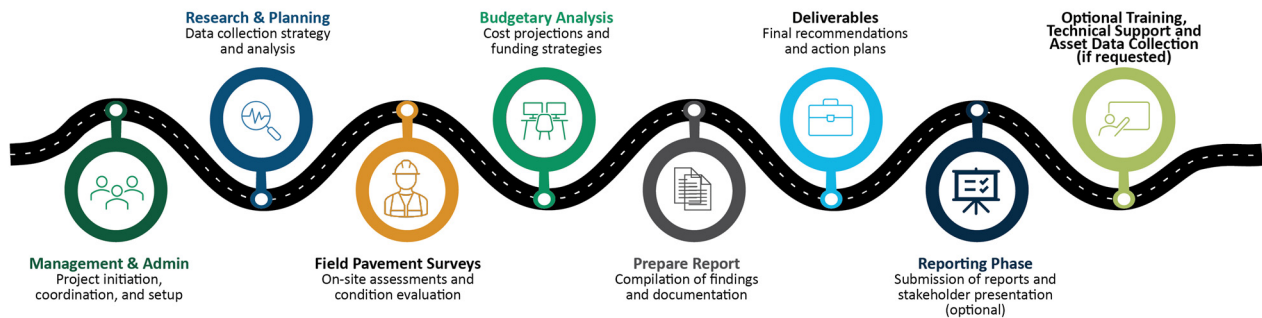 Research & Planning
Data collection strategy
and analysis
Budgetary Analysis
Cost projections and
funding strategies
Deliverables
Final recommendations
and action plans
Optional Training,
Technical Support and
Asset Data Collection
(if requested)
Management & Admin
Project initiation,
coordination, and setup
Field Pavement Surveys
On-site assessments and
condition evaluation
Prepare Report
Compilation of findings
and documentation
Reporting Phase
Submission of reports and
stakeholder presentation
(optional)